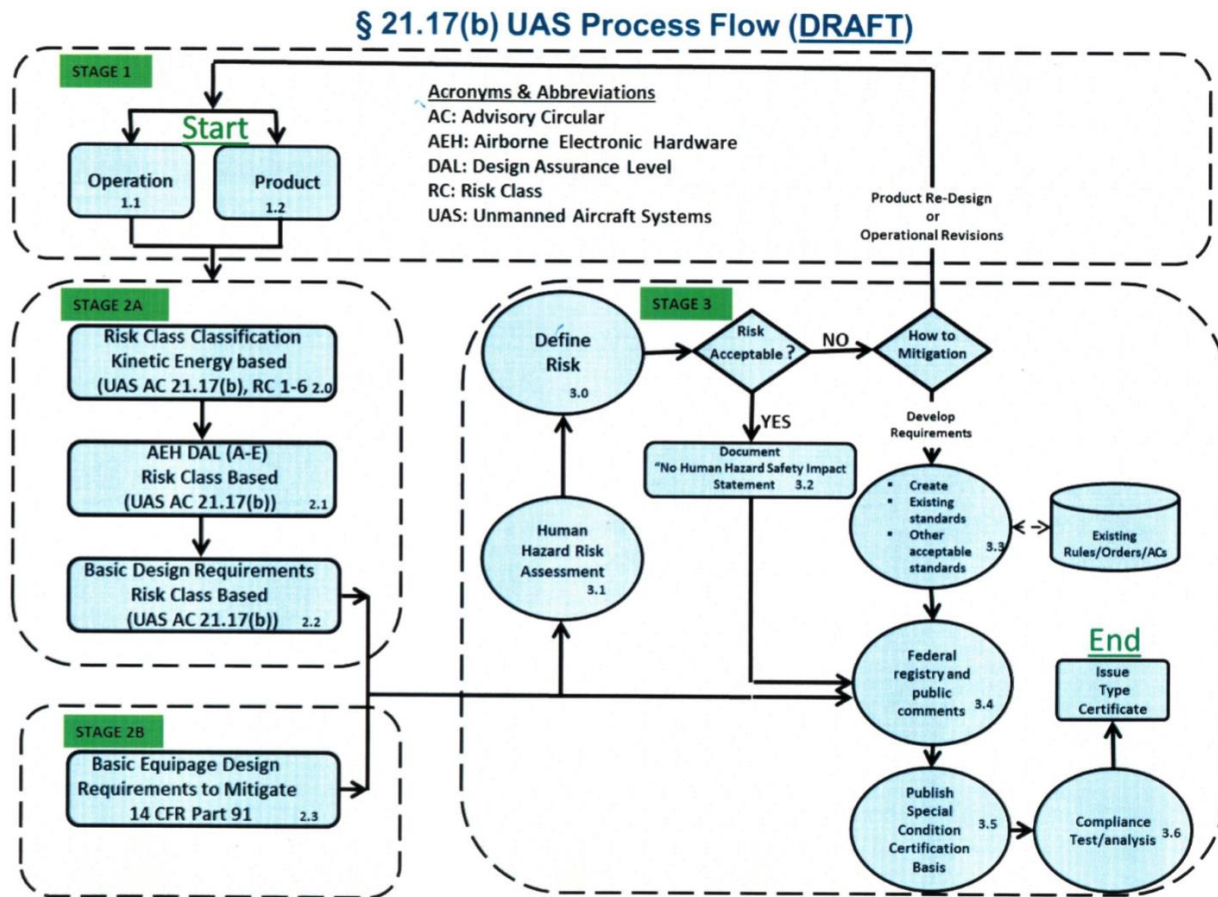 § 21.17(b) UAS Process Flow (DRAFT)
STAGE 1
Start
Operation
1.1
Product
1.2
Acronyms & Abbreviations
AC: Advisory Circular
AEH: Airborne Electronic Hardware
DAL: Design Assurance Level
RC: Risk Class
UAS: Unmanned Aircraft Systems
Product Re-Design
or
Operational Revisions
STAGE 2A
Risk Class Classification
Kinetic Energy based
(UAS AC 21.17(b), RC 1-6 2.0
AEH DAL (A-E)
Risk Class Based
(UAS AC 21.17(b)) 2.1
Basic Design Requirements
Risk Class Based
(UAS AC 21.17(b)) 2.2
STAGE 2B
Basic Equipage Design
Requirements to Mitigate
14 CFR Part 91 2.3
STAGE 3
Define
Risk
3.0
Human
Hazard Risk
Assessment
3.1
Risk
Acceptable ?
NO
How to
Mitigation
YES
Document
"No Human Hazard Safety Impact
Statement 3.2
Develop
Requirements
▪ Create
▪ Existing
standards
▪ Other
acceptable
standards
3.3
Existing
Rules/Orders/ACs
Federal
registry and
public
comments
3.4
End
Issue
Type
Certificate
Publish
Special
Condition
Certification
Basis
3.5
Compliance
Test/analysis 3.6